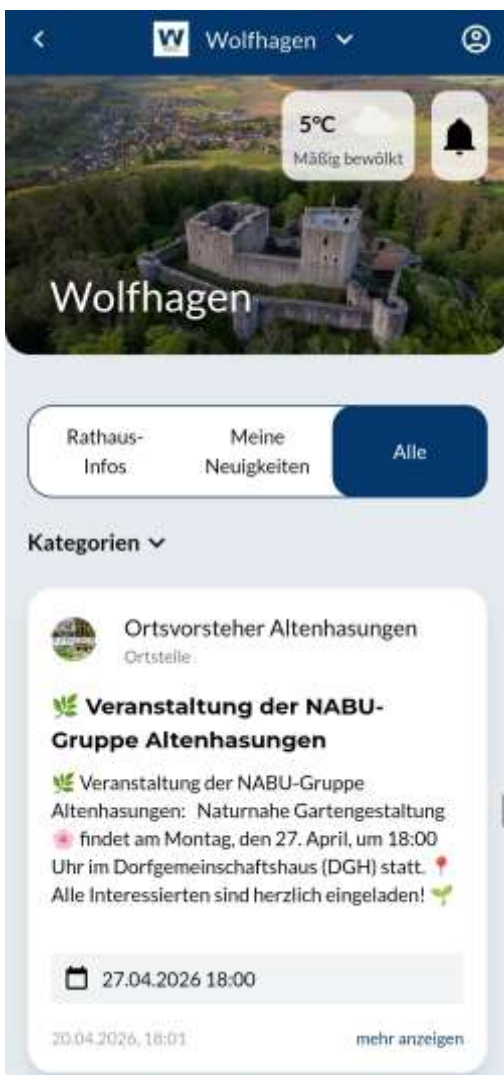 W Wolfhagen
5°C
Mäßig bewölkt
Wolfhagen
Rathaus-
Infos
Meine
Neuigkeiten
Alle
Kategorien
Ortsvorsteher Altenhasungen
Ortsteile
🌿 Veranstaltung der NABU-
Gruppe Altenhasungen
🌿 Veranstaltung der NABU-Gruppe
Altenhasungen: Naturnahe Gartengestaltung
🌸 findet am Montag, den 27. April, um 18:00
Uhr im Dorfgemeinschaftshaus (DGH) statt. 📍
Alle Interessierten sind herzlich eingeladen! 🌱
27.04.2026 18:00
20.04.2026, 18:01
mehr anzeigen